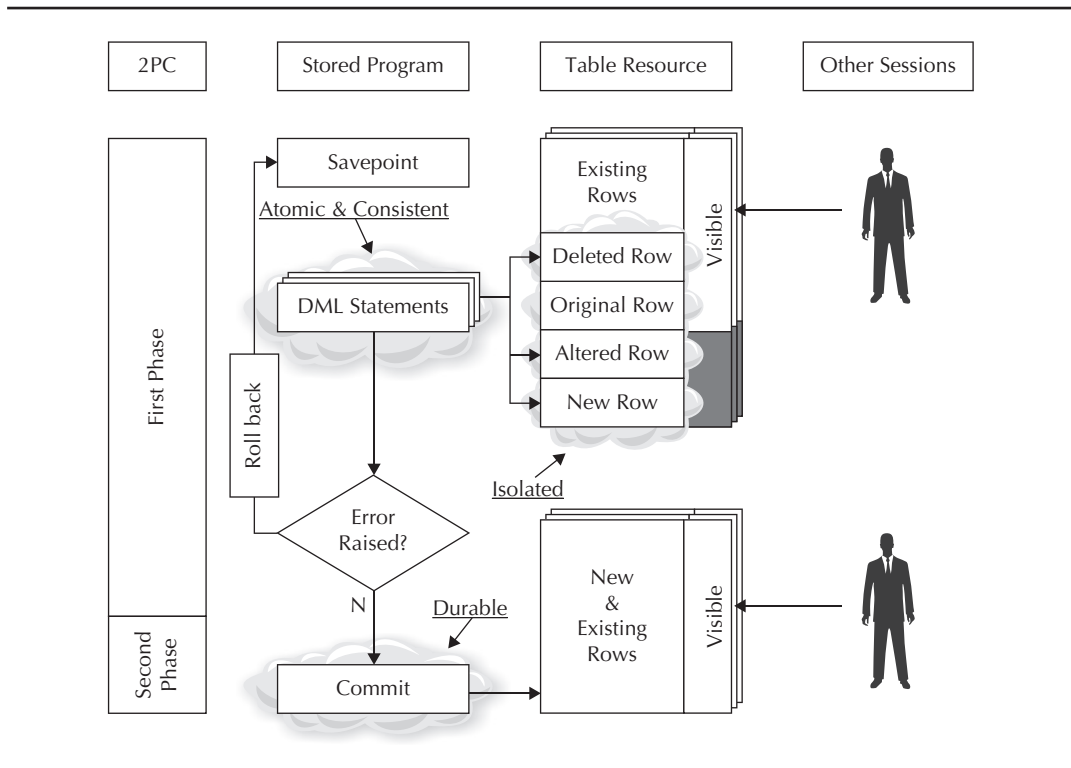 2PC
Stored Program
Table Resource
Other Sessions
First Phase
Second
Phase
Savepoint
Atomic & Consistent
DML Statements
Roll back
Error
Raised?
N
Durable
Commit
Existing
Rows
Deleted Row
Original Row
Altered Row
New Row
Visible
Isolated
New
&
Existing
Rows
Visible